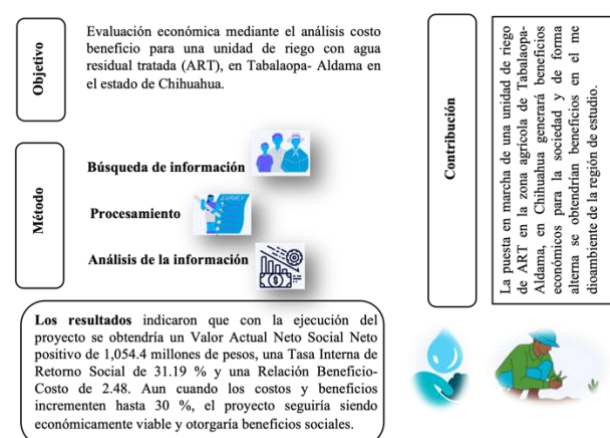 Objetivo
Evaluación económica mediante el análisis costo
beneficio para una unidad de riego con agua
residual tratada (ART), en Tabalaopa- Aldama en
el estado de Chihuahua.
Método
Búsqueda de información
Procesamiento
Análisis de la información
Los resultados indicaron que con la ejecución del
proyecto se obtendría un Valor Actual Neto Social Neto
positivo de 1,054.4 millones de pesos, una Tasa Interna de
Retorno Social de 31.19 % y una Relación Beneficio-
Costo de 2.48. Aun cuando los costos y beneficios
incrementen hasta 30 %, el proyecto seguiría siendo
económicamente viable y otorgaría beneficios sociales.
Contribución
La puesta en marcha de una unidad de riego
de ART en la zona agrícola de Tabalaopa-
Aldama, en Chihuahua generará beneficios
económicos para la sociedad y de forma
alterna se obtendrían beneficios en el me
dioambiente de la región de estudio.